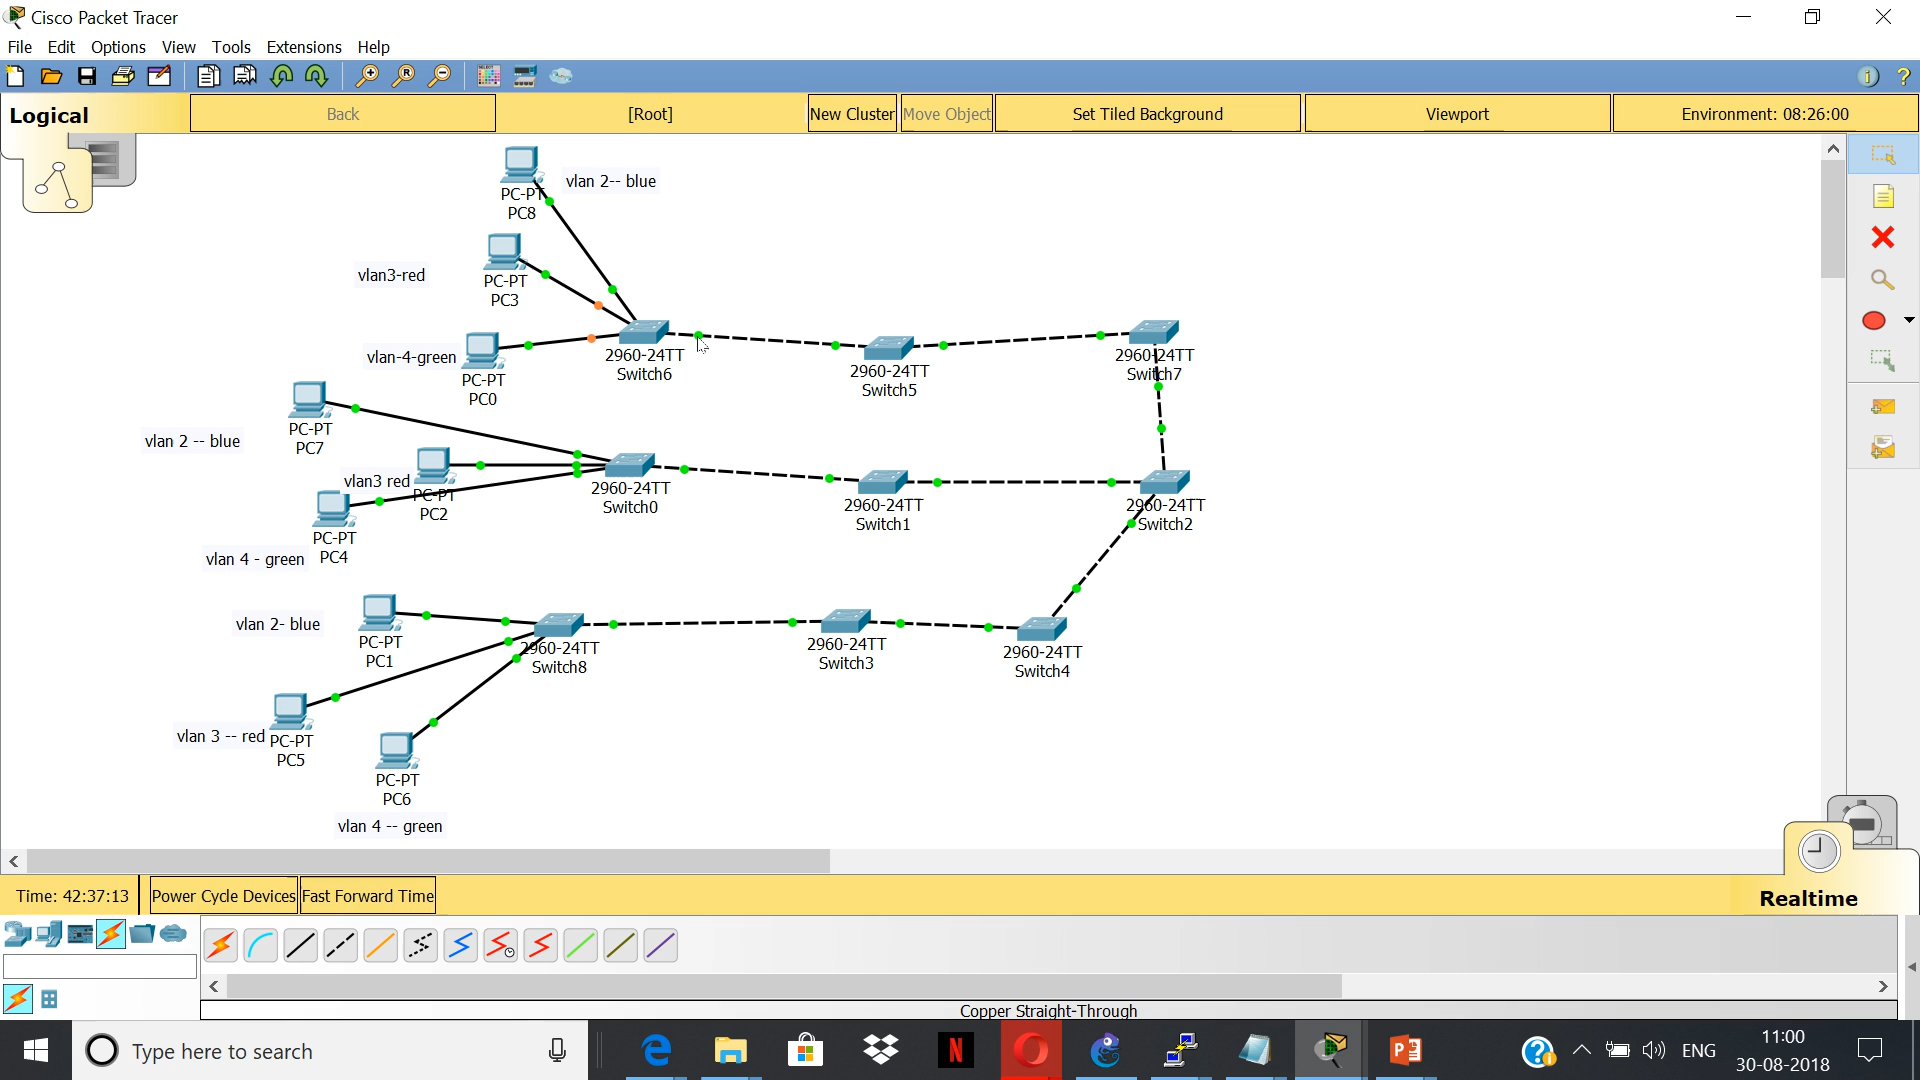 Cisco Packet Tracer
File Edit Options View Tools Extensions Help
Logical
Back
[Root]
New Cluster
Move Object
Set Tiled Background
Viewport
Environment: 08:26:00
PC-PT
PC8
vlan 2-- blue
vlan3-red
PC-PT
PC3
vlan-4-green
PC-PT
PC0
2960-24TT
Switch6
2960-24TT
Switch5
2960-24TT
Switch7
PC-PT
PC7
vlan 2 -- blue
vlan3 red
PC-PT
PC2
PC-PT
PC4
vlan 4 - green
2960-24TT
Switch0
2960-24TT
Switch1
2960-24TT
Switch2
vlan 2- blue
PC-PT
PC1
2960-24TT
Switch8
2960-24TT
Switch3
2960-24TT
Switch4
vlan 3 -- red
PC-PT
PC5
PC-PT
PC6
vlan 4 -- green
Time: 42:37:13
Power Cycle Devices
Fast Forward Time
Realtime
Copper Straight-Through
Type here to search
ENG
11:00
30-08-2018